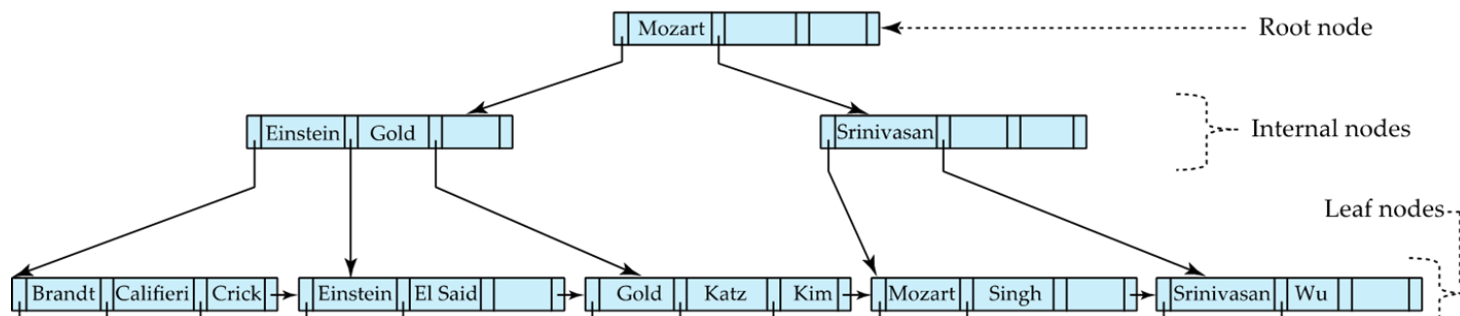 Mozart
Root node
Einstein Gold
Srinivasan
Internal nodes
Leaf nodes
Brandt Califieri Crick
Einstein El Said
Gold Katz Kim
Mozart Singh
Srinivasan Wu